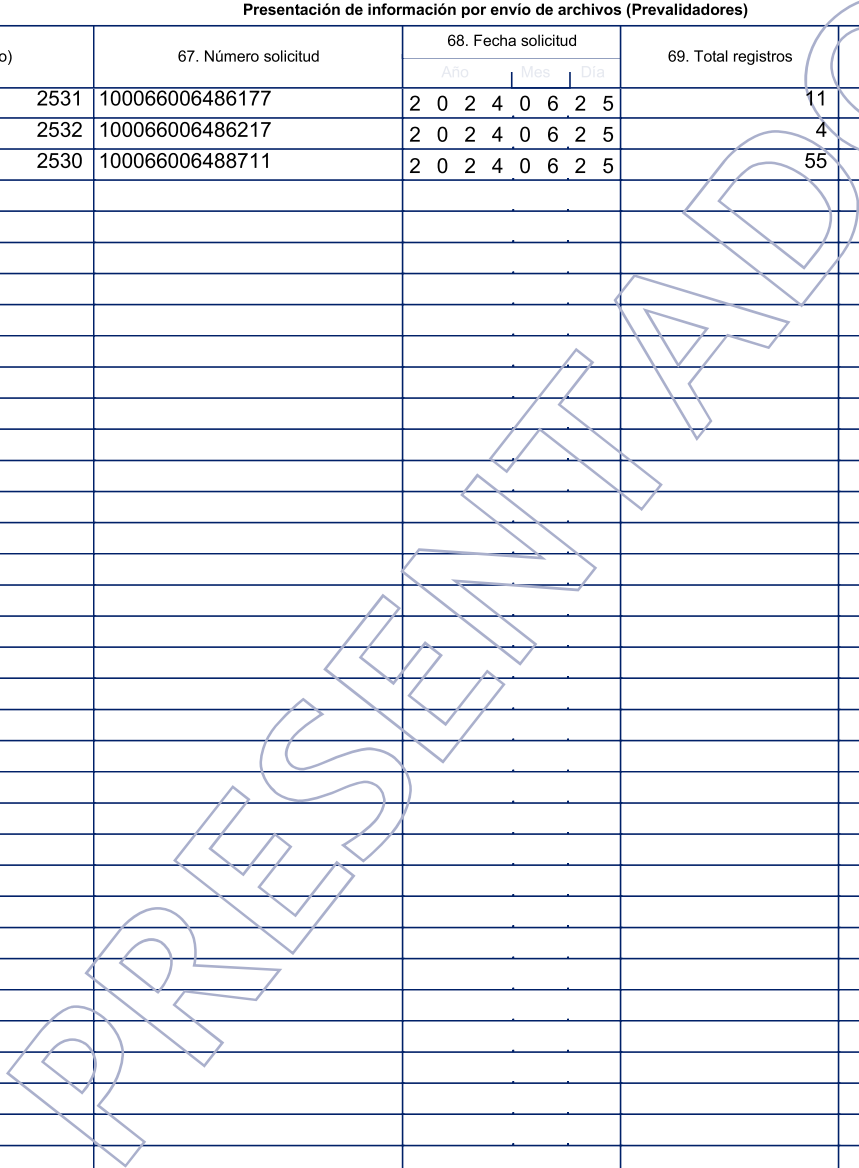 Presentación de información por envío de archivos (Prevalidadores)
o) 67. Número solicitud 68. Fecha solicitud 69. Total registros
Año Mes Día
2531 100066006486177 2 0 2 4 0 6 2 5 11
2532 100066006486217 2 0 2 4 0 6 2 5 4
2530 100066006488711 2 0 2 4 0 6 2 5 55
PRESENTADO